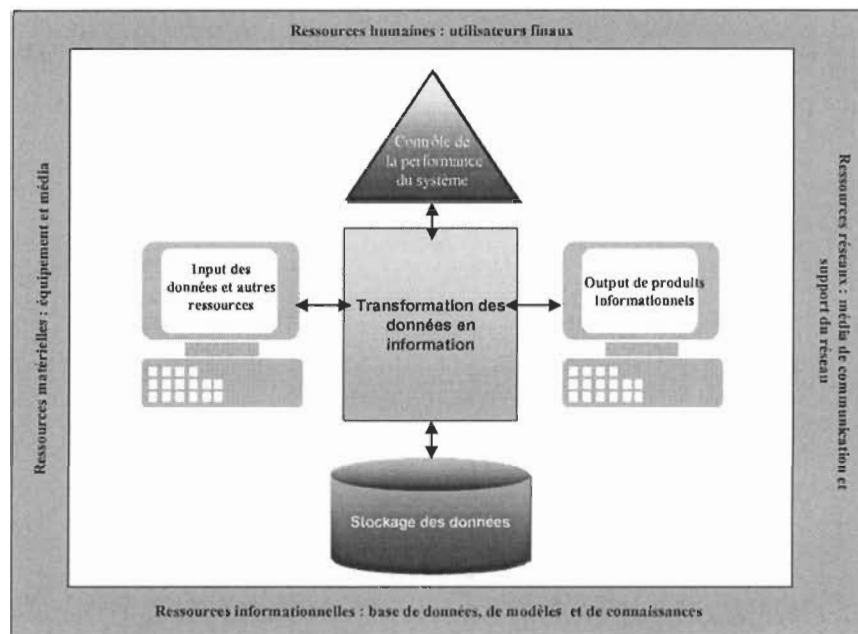 Ressources humaines : utilisateurs finaux
Contrôle de
la performance
du système
Ressources matérielles : équipement et média
Input des
données et autres
ressources
Transformation des
données en
information
Output de produits
Informationnels
Ressources réseaux : média de communication et
support du réseau
Stockage des données
Ressources informationnelles : base de données, de modèles et de connaissances